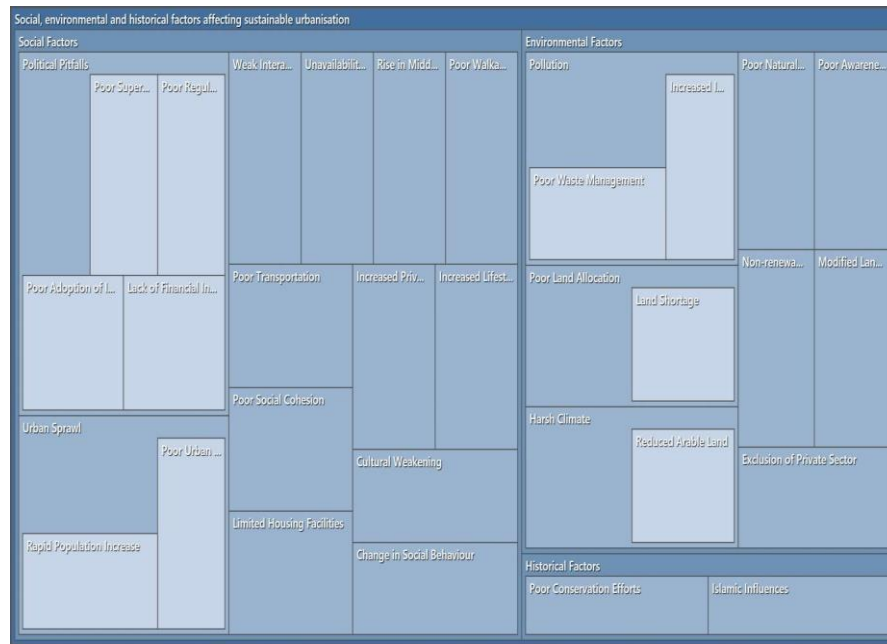 Social, environmental and historical factors affecting sustainable urbanisation
Social Factors
Political Pitfalls
Poor Super...
Poor Regul...
Poor Adoption of I...
Lack of Financial In...
Urban Sprawl
Poor Urban ...
Rapid Population Increase
Weak Intera...
Unavailabilit...
Rise in Midd...
Poor Walka...
Poor Transportation
Increased Priv...
Increased Lifest...
Poor Social Cohesion
Cultural Weakening
Limited Housing Facilities
Change in Social Behaviour
Environmental Factors
Pollution
Increased I...
Poor Waste Management
Poor Natural...
Poor Awarene...
Poor Land Allocation
Land Shortage
Non-renewa...
Modified Lan...
Harsh Climate
Reduced Arable Land
Exclusion of Private Sector
Historical Factors
Poor Conservation Efforts
Islamic Influences